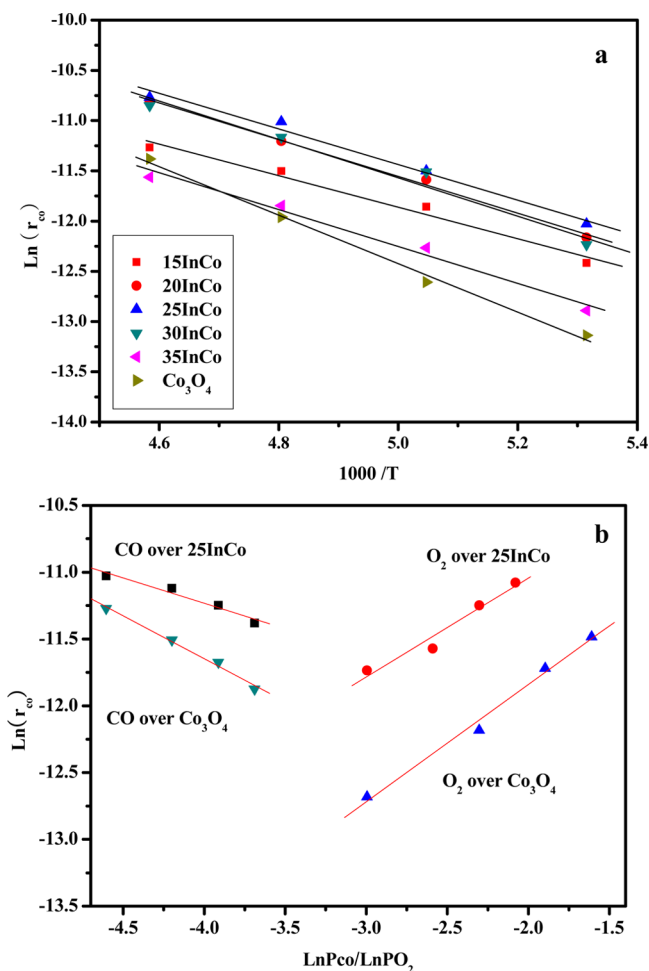 a
-10.0
-10.5
-11.0
-11.5
-12.0
-12.5
-13.0
-13.5
-14.0
Ln (r_co)
15InCo
20InCo
25InCo
30InCo
35InCo
Co₃O₄
4.6 4.8 5.0 5.2 5.4
1000 /T
b
-10.5
-11.0
-11.5
-12.0
-12.5
-13.0
-13.5
Ln(r_co)
CO over 25InCo
O₂ over 25InCo
CO over Co₃O₄
O₂ over Co₃O₄
-4.5 -4.0 -3.5 -3.0 -2.5 -2.0 -1.5
LnPco/LnPO₂